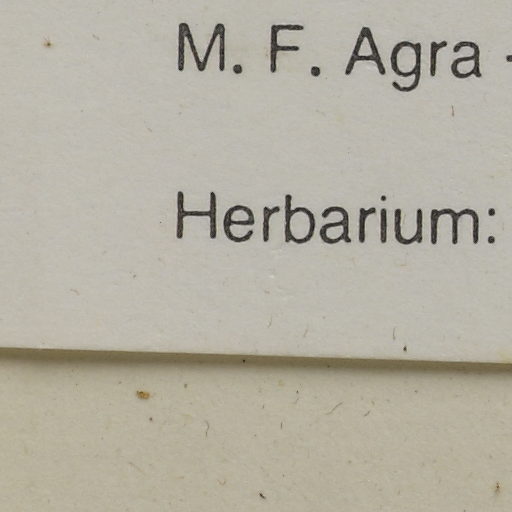 M. F. Agra -
Herbarium: